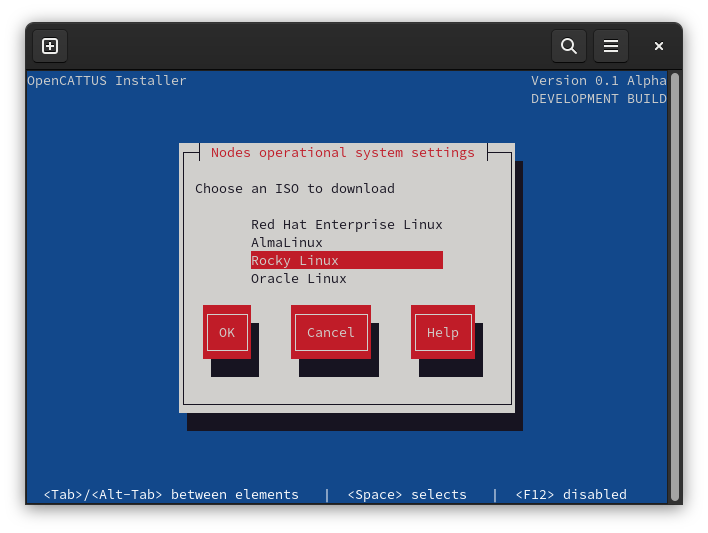 OpenCATTUS Installer
Version 0.1 Alpha
DEVELOPMENT BUILD
Nodes operational system settings
Choose an ISO to download
Red Hat Enterprise Linux
AlmaLinux
Rocky Linux
Oracle Linux
OK Cancel Help
<Tab>/<Alt-Tab> between elements | <Space> selects | <F12> disabled